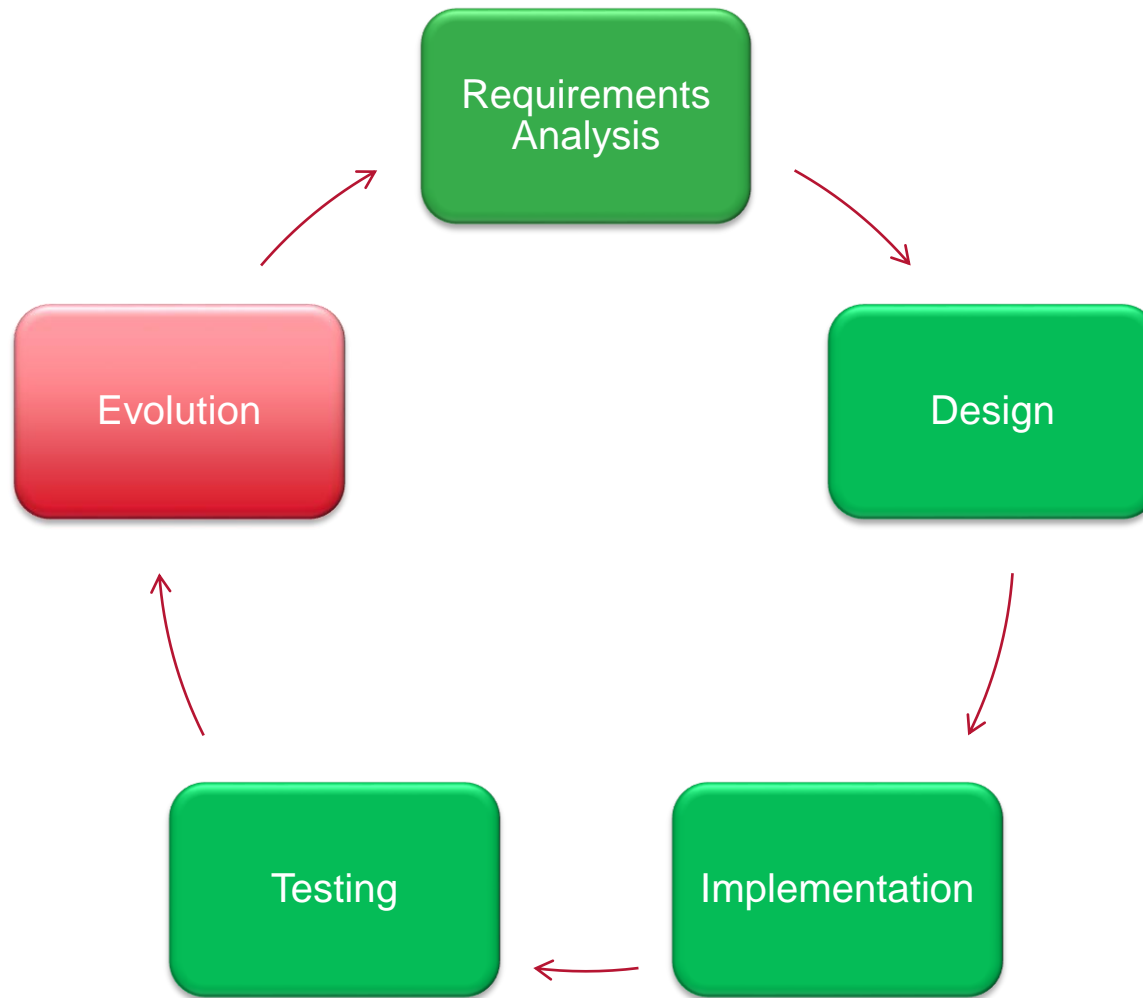 Requirements
Analysis
Design
Implementation
Testing
Evolution